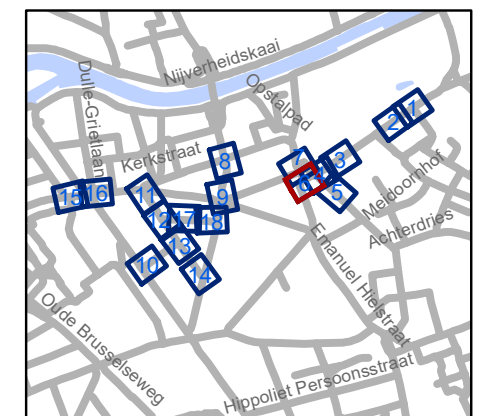 Nijverheidskaai
Dulle-Grietlaan
Opstalpad
Kerkstraat
1
2
3
7
8
6
5
Meidoornhof
15
16
11
9
12
17
18
Achterdries
13
10
14
Emanuel Hielstraat
Oude Brusselseweg
Hippoliet Persoonsstraat